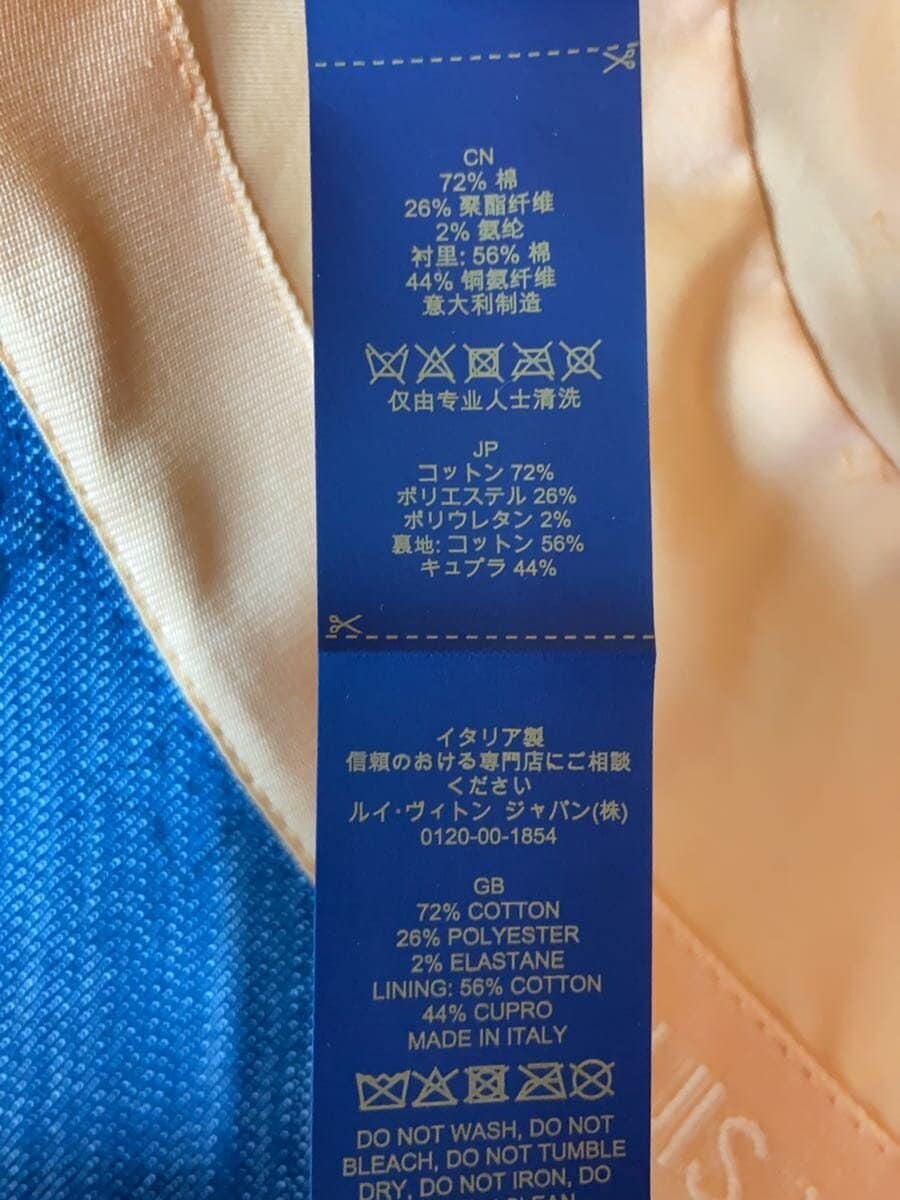 CN
72% 棉
26% 聚酯纤维
2% 氨纶
衬里: 56% 棉
44% 铜氨纤维
意大利制造
仅由专业人士清洗
JP
コットン 72%
ポリエステル 26%
ポリウレタン 2%
裏地: コットン 56%
キュプラ 44%
イタリア製
信頼のおける専門店にご相談
ください
ルイ･ヴィトン ジャパン(株)
0120-00-1854
GB
72% COTTON
26% POLYESTER
2% ELASTANE
LINING: 56% COTTON
44% CUPRO
MADE IN ITALY
DO NOT WASH, DO NOT
BLEACH, DO NOT TUMBLE
DRY, DO NOT IRON, DO